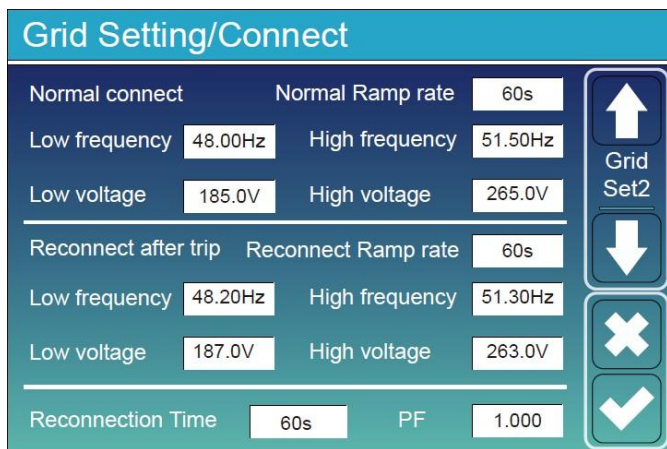 Grid Setting/Connect
Normal connect Normal Ramp rate 60s
Low frequency 48.00Hz High frequency 51.50Hz
Low voltage 185.0V High voltage 265.0V
Reconnect after trip Reconnect Ramp rate 60s
Low frequency 48.20Hz High frequency 51.30Hz
Low voltage 187.0V High voltage 263.0V
Reconnection Time 60s PF 1.000
Grid
Set2